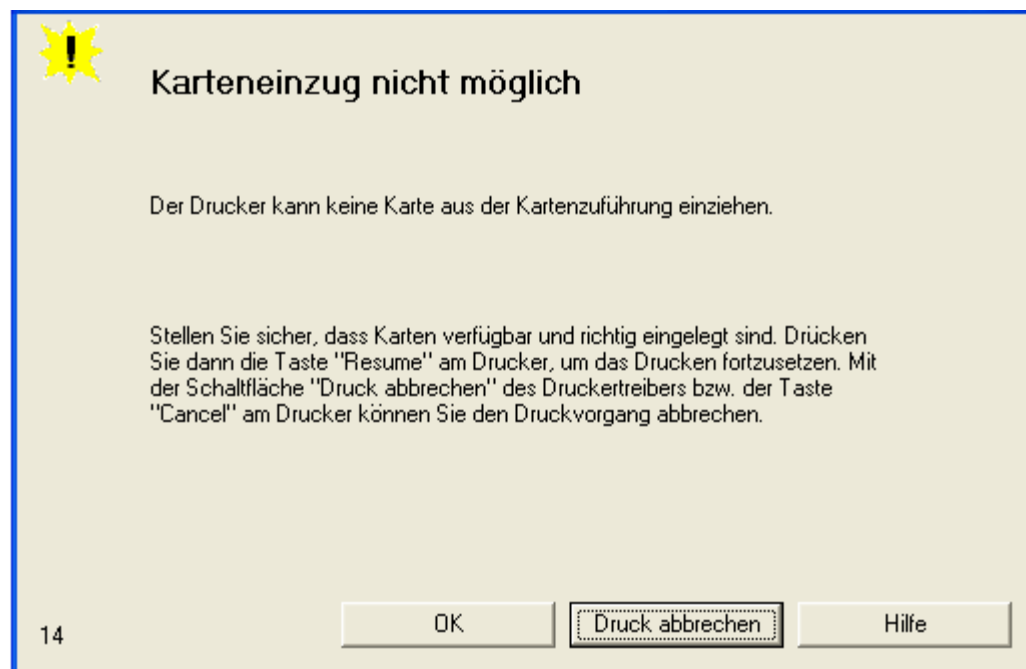 Karteneinzug nicht möglich
Der Drucker kann keine Karte aus der Kartenzuführung einziehen.
Stellen Sie sicher, dass Karten verfügbar und richtig eingelegt sind. Drücken
Sie dann die Taste "Resume" am Drucker, um das Drucken fortzusetzen. Mit
der Schaltfläche "Druck abbrechen" des Druckertreibers bzw. der Taste
"Cancel" am Drucker können Sie den Druckvorgang abbrechen.
14 OK Druck abbrechen Hilfe